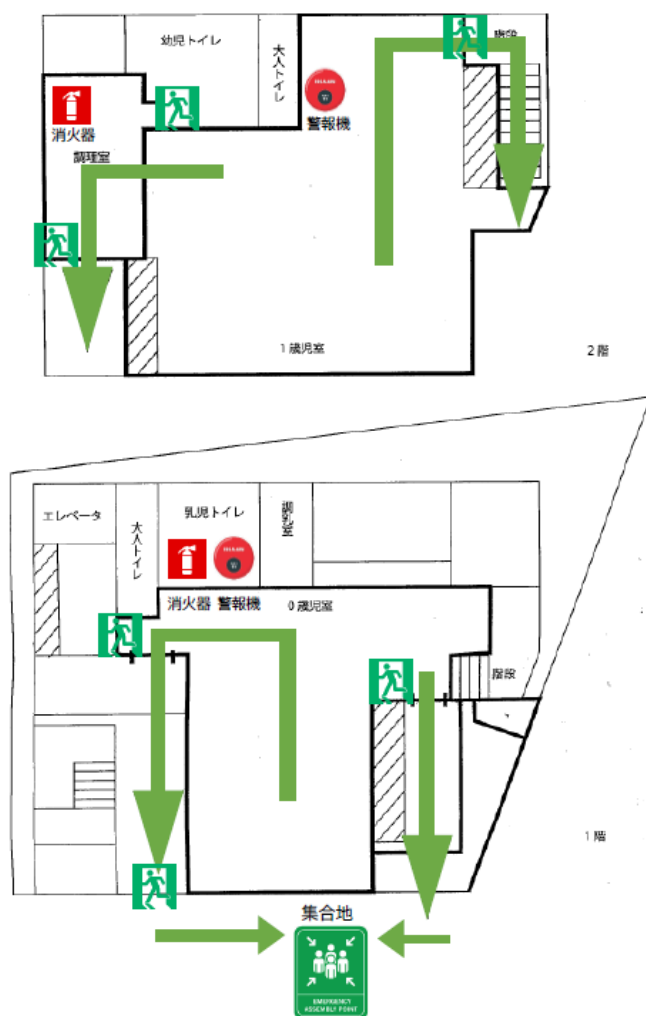 幼児トイレ
大人トイレ
階段
消火器
調理室
警報機
1歳児室
2階
エレベータ
大人トイレ
乳児トイレ
調乳室
消火器 警報機
0歳児室
階段
1階
集合地
EMERGENCY
ASSEMBLY POINT